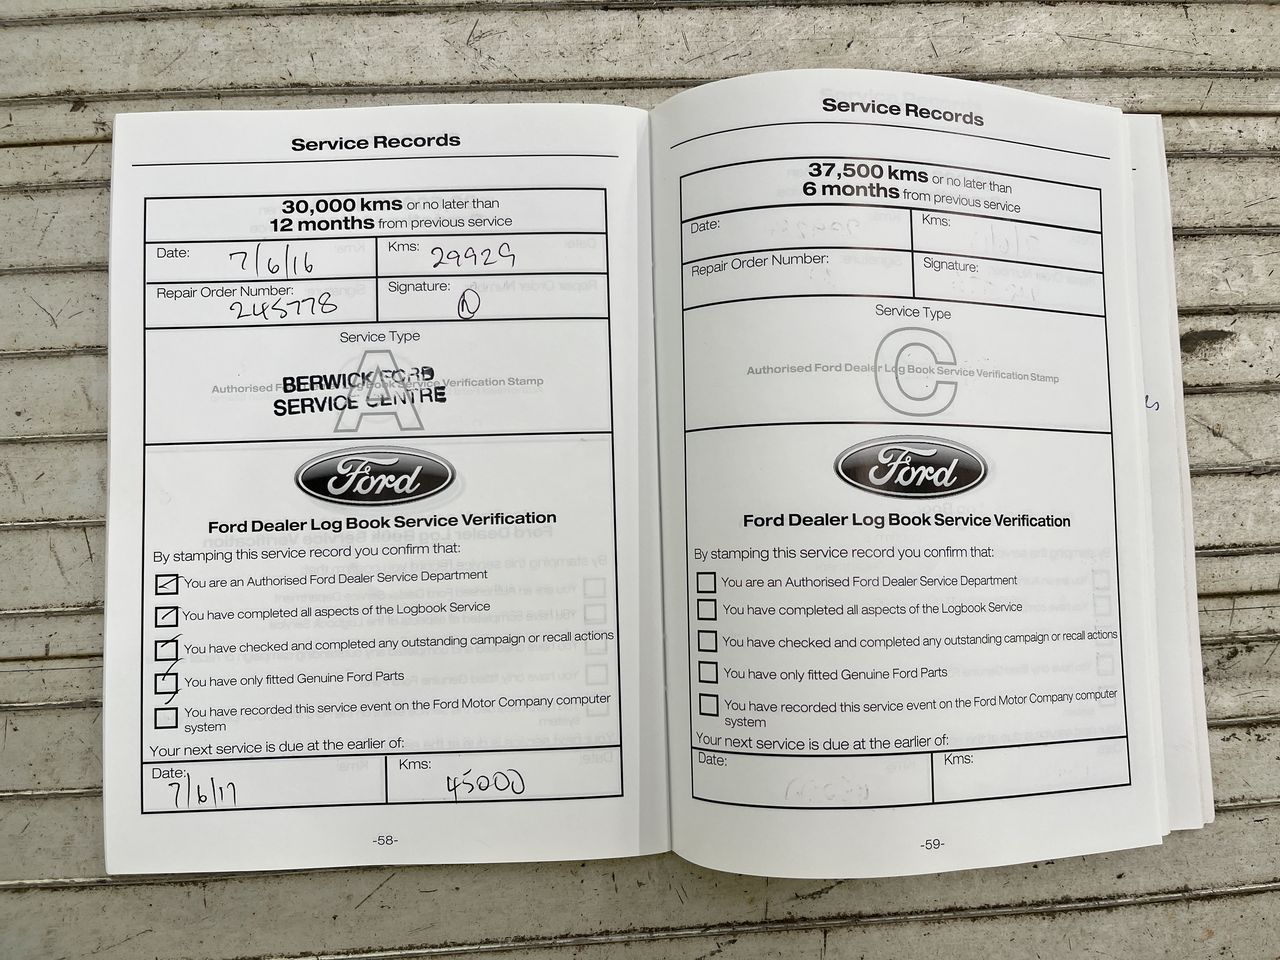 Service Records
30,000 kms or no later than
12 months from previous service
Date: 7/6/16 Kms: 29929
Repair Order Number: 245778 Signature:
Service Type
A
Authorised Ford Dealer Log Book Service Verification Stamp
BERWICK FORD
SERVICE CENTRE
Ford
Ford Dealer Log Book Service Verification
By stamping this service record you confirm that:
You are an Authorised Ford Dealer Service Department
You have completed all aspects of the Logbook Service
You have checked and completed any outstanding campaign or recall actions
You have only fitted Genuine Ford Parts
You have recorded this service event on the Ford Motor Company computer
system
Your next service is due at the earlier of:
Date: 7/6/17 Kms: 45000
-58-
Service Records
37,500 kms or no later than
6 months from previous service
Date: Kms:
Repair Order Number: Signature:
Service Type
C
Authorised Ford Dealer Log Book Service Verification Stamp
Ford
Ford Dealer Log Book Service Verification
By stamping this service record you confirm that:
You are an Authorised Ford Dealer Service Department
You have completed all aspects of the Logbook Service
You have checked and completed any outstanding campaign or recall actions
You have only fitted Genuine Ford Parts
You have recorded this service event on the Ford Motor Company computer
system
Your next service is due at the earlier of:
Date: Kms:
-59-